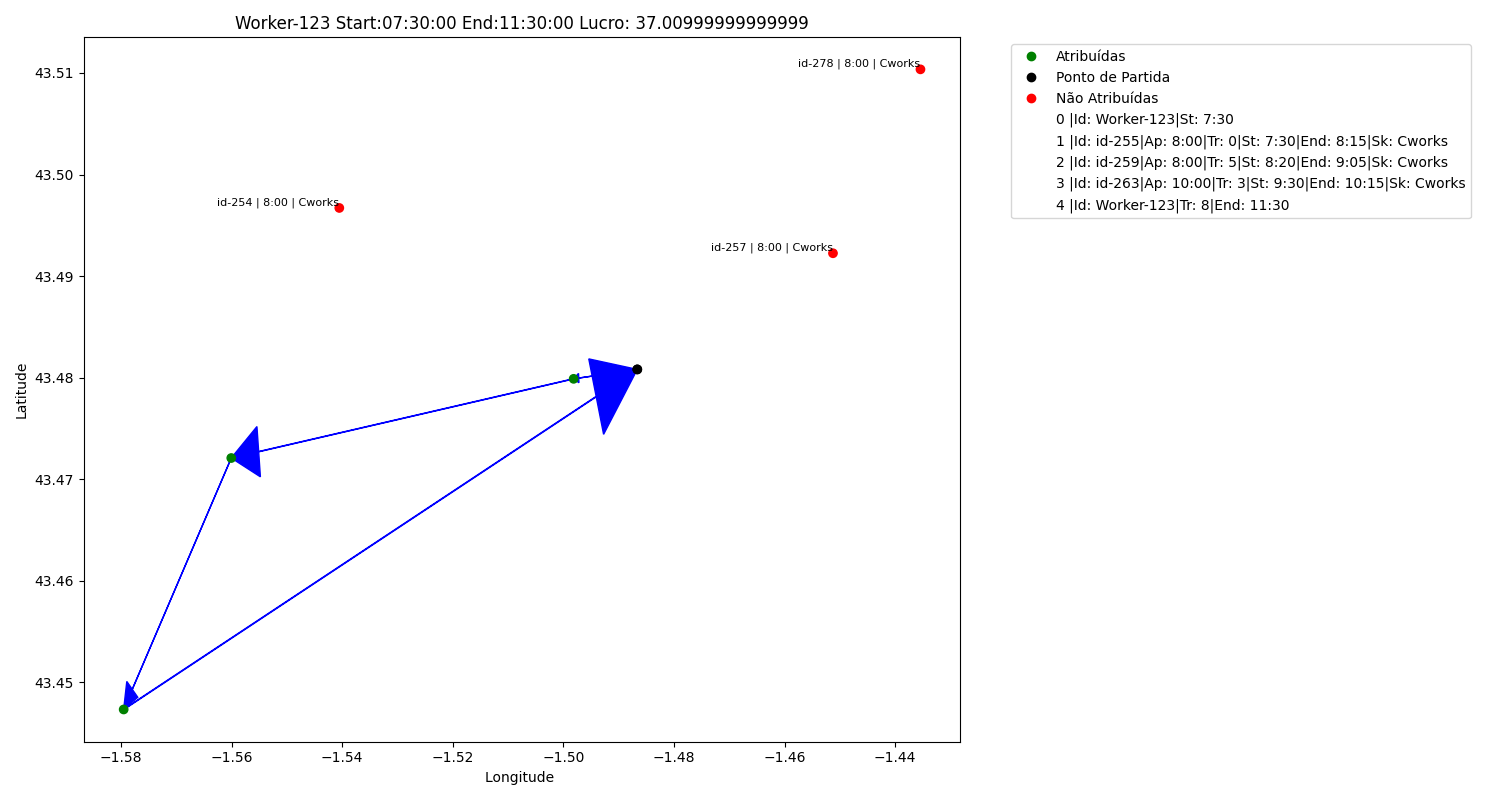 Worker-123 Start:07:30:00 End:11:30:00 Lucro: 37.00999999999999
43.51
43.50
43.49
43.48
43.47
43.46
43.45
Latitude
id-278 | 8:00 | Cworks
id-254 | 8:00 | Cworks
id-257 | 8:00 | Cworks
−1.58
−1.56
−1.54
−1.52
−1.50
−1.48
−1.46
−1.44
Longitude
Atribuídas
Ponto de Partida
Não Atribuídas
0 |Id: Worker-123|St: 7:30
1 |Id: id-255|Ap: 8:00|Tr: 0|St: 7:30|End: 8:15|Sk: Cworks
2 |Id: id-259|Ap: 8:00|Tr: 5|St: 8:20|End: 9:05|Sk: Cworks
3 |Id: id-263|Ap: 10:00|Tr: 3|St: 9:30|End: 10:15|Sk: Cworks
4 |Id: Worker-123|Tr: 8|End: 11:30